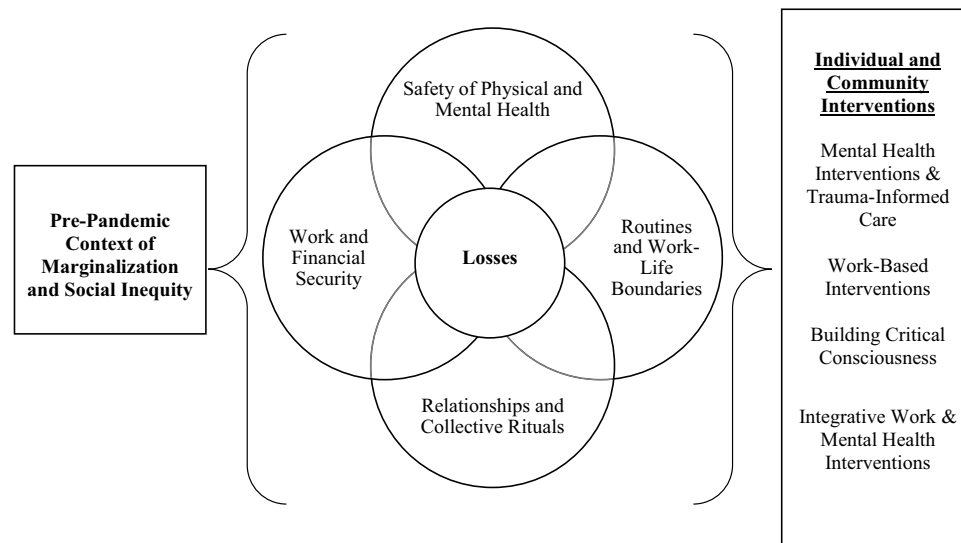 Pre-Pandemic
Context of
Marginalization
and Social Inequity
Safety of Physical and
Mental Health
Work and
Financial
Security
Losses
Routines and
Work-
Life
Boundaries
Relationships and
Collective Rituals
Individual and
Community
Interventions
Mental Health
Interventions &
Trauma-Informed
Care
Work-Based
Interventions
Building Critical
Consciousness
Integrative Work &
Mental Health
Interventions